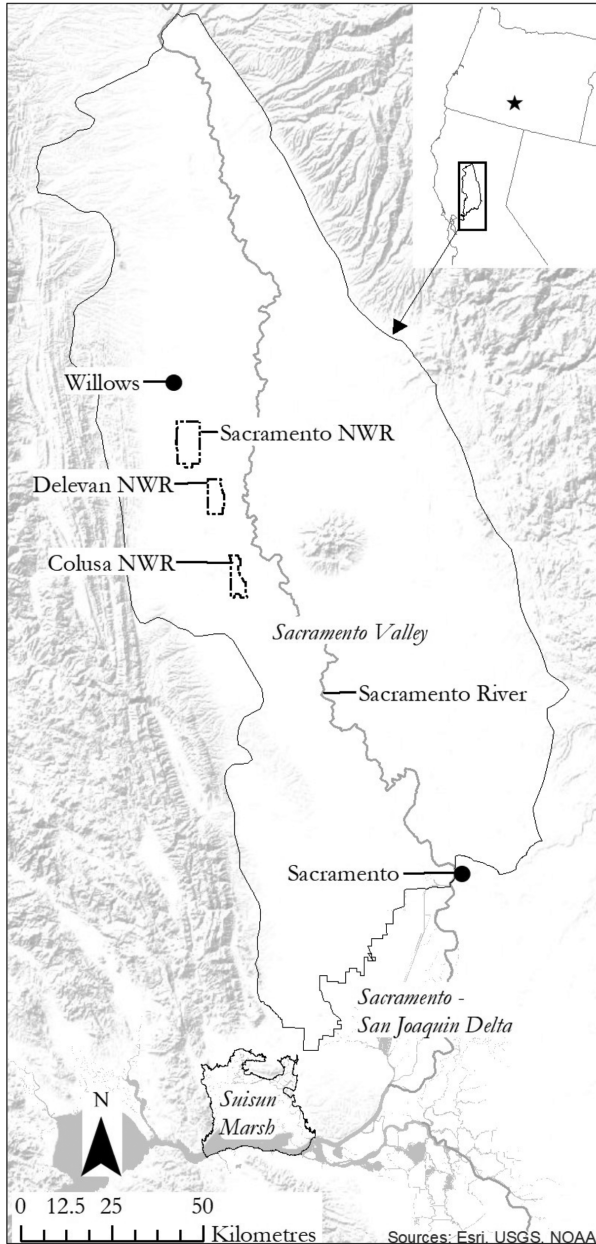 Willows
Sacramento NWR
Delevan NWR
Colusa NWR
Sacramento Valley
Sacramento River
Sacramento
Sacramento -
San Joaquin Delta
Suisun
Marsh
N
0 12.5 25 50
Kilometres
Sources: Esri, USGS, NOAA